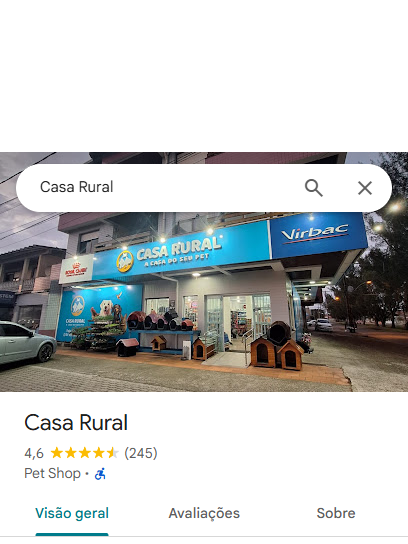 Casa Rural
CASA RURAL
A CASA DO SEU PET
Virbac
ROYAL CANIN
CASA RURAL
Casa Rural
4,6 (245)
Pet Shop ·
Visão geral Avaliações Sobre